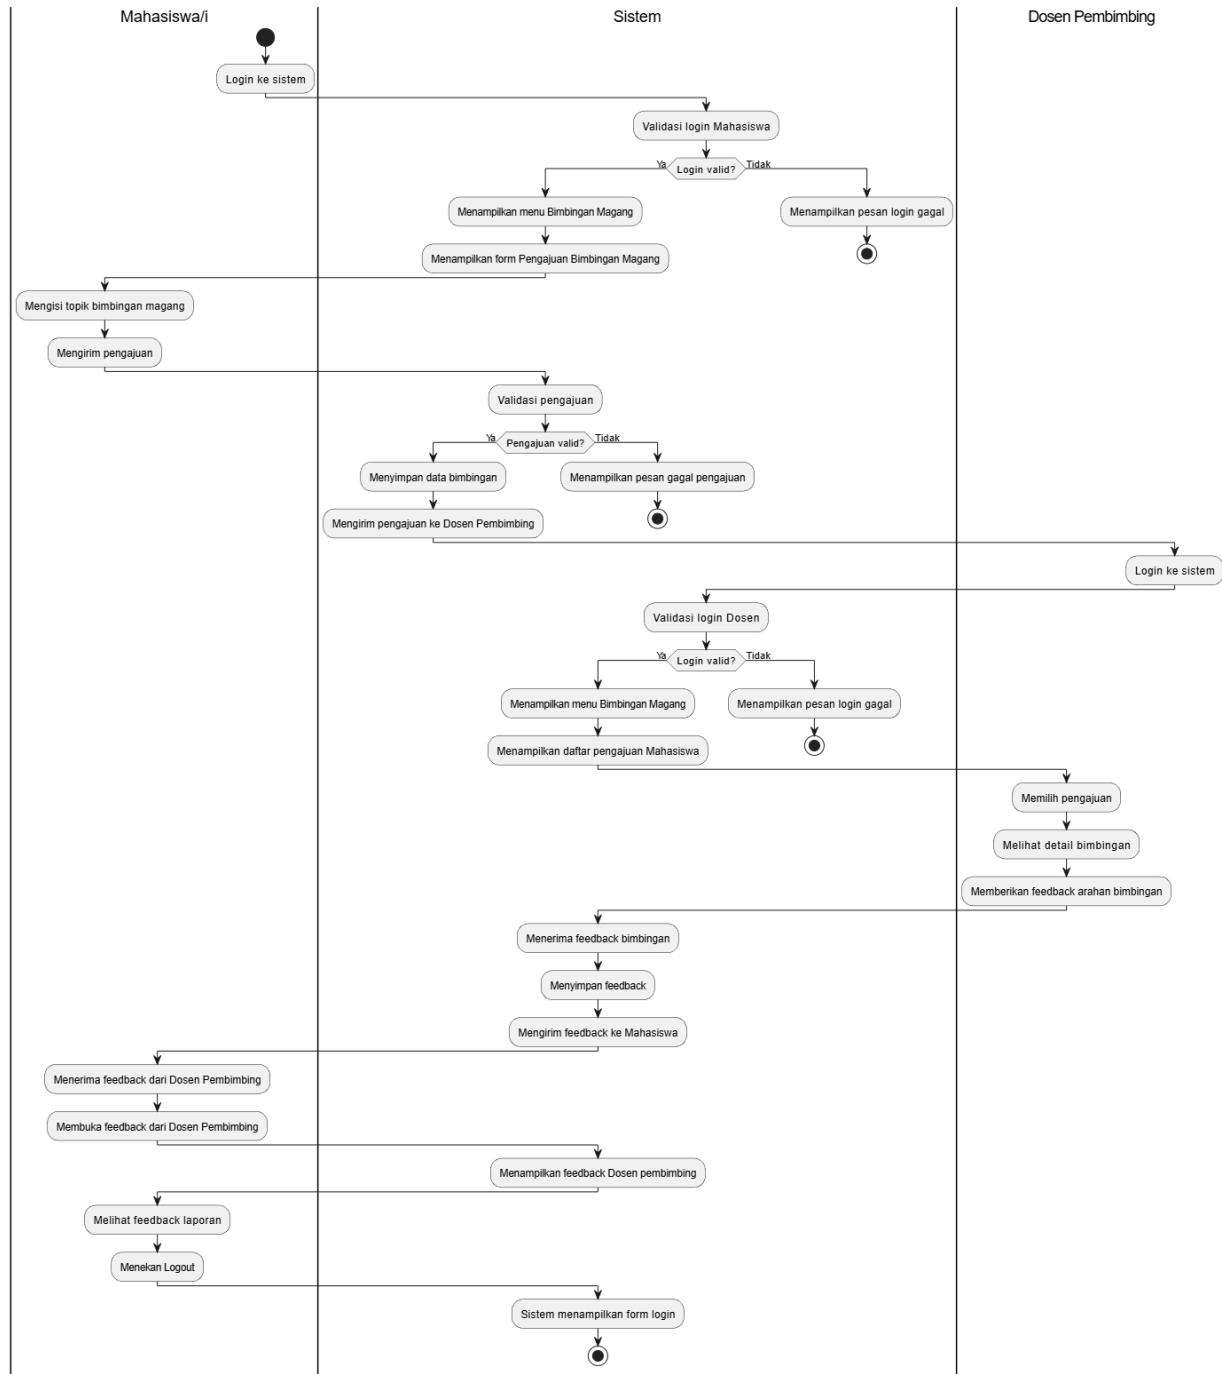 Mahasiswa/i
Sistem
Dosen Pembimbing
Login ke sistem
Validasi login Mahasiswa
Ya
Login valid?
Tidak
Menampilkan menu Bimbingan Magang
Menampilkan pesan login gagal
Menampilkan form Pengajuan Bimbingan Magang
Mengisi topik bimbingan magang
Mengirim pengajuan
Validasi pengajuan
Ya
Pengajuan valid?
Tidak
Menyimpan data bimbingan
Menampilkan pesan gagal pengajuan
Mengirim pengajuan ke Dosen Pembimbing
Login ke sistem
Validasi login Dosen
Ya
Login valid?
Tidak
Menampilkan menu Bimbingan Magang
Menampilkan pesan login gagal
Menampilkan daftar pengajuan Mahasiswa
Memilih pengajuan
Melihat detail bimbingan
Memberikan feedback arahan bimbingan
Menerima feedback bimbingan
Menyimpan feedback
Mengirim feedback ke Mahasiswa
Menerima feedback dari Dosen Pembimbing
Membuka feedback dari Dosen Pembimbing
Menampilkan feedback Dosen pembimbing
Melihat feedback laporan
Menekan Logout
Sistem menampilkan form login